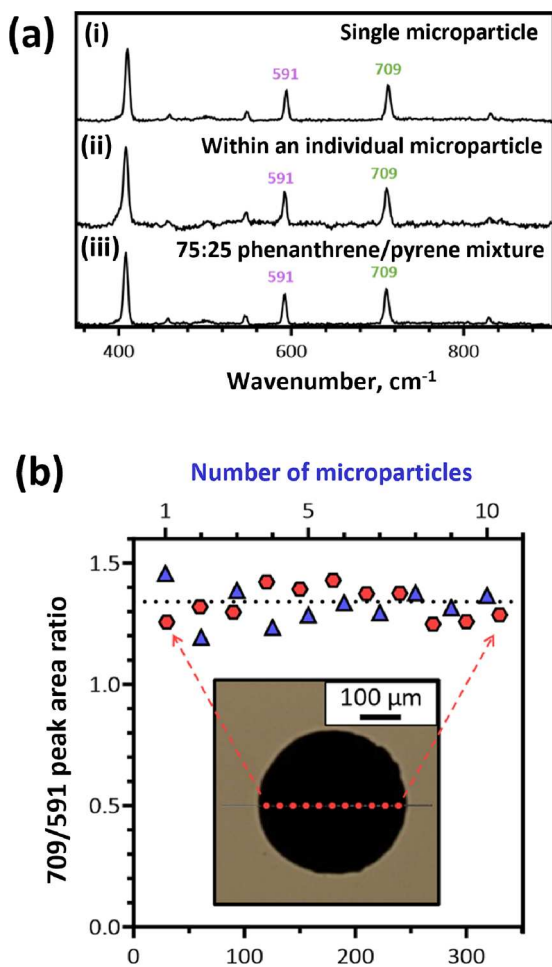 (a)
(i)
Single microparticle
591
709
(ii)
Within an individual microparticle
591
709
(iii)
75:25 phenanthrene/pyrene mixture
591
709
400
600
800
Wavenumber, cm⁻¹
(b)
Number of microparticles
1
5
10
709/591 peak area ratio
1.5
1.0
0.5
0.0
100 µm
0
100
200
300